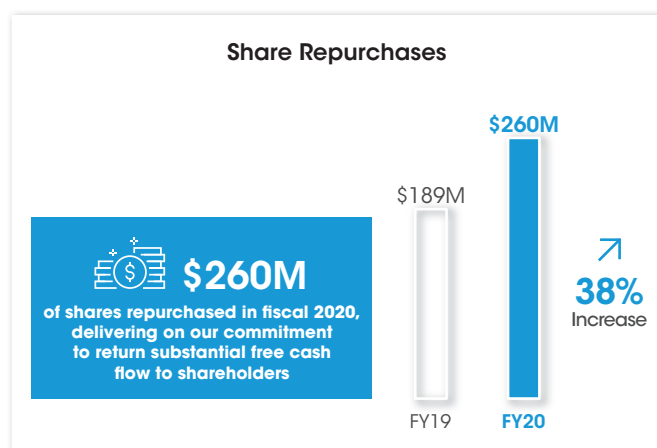 Share Repurchases
$260M
$189M
$260M
of shares repurchased in fiscal 2020,
delivering on our commitment
to return substantial free cash
flow to shareholders
38%
Increase
FY19
FY20